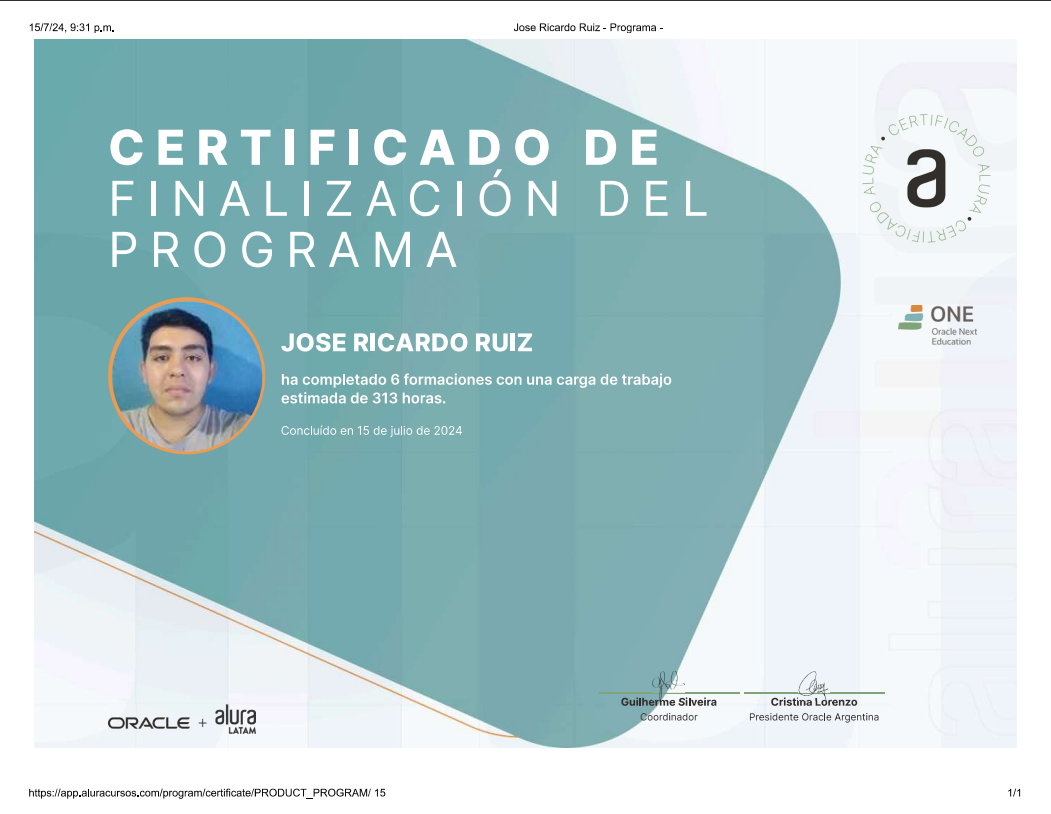 15/7/24, 9:31 p.m.
Jose Ricardo Ruiz - Programa -
CERTIFICADO DE
FINALIZACIÓN DEL
PROGRAMA
CERTIFICADO ALURA • CERTIFICADO ALURA •
a
ONE
Oracle Next
Education
JOSE RICARDO RUIZ
ha completado 6 formaciones con una carga de trabajo
estimada de 313 horas.
Concluído en 15 de julio de 2024
Guilherme Silveira
Coordinador
Cristina Lorenzo
Presidente Oracle Argentina
ORACLE + alura
LATAM
https://app.aluracursos.com/program/certificate/PRODUCT_PROGRAM/ 15
1/1